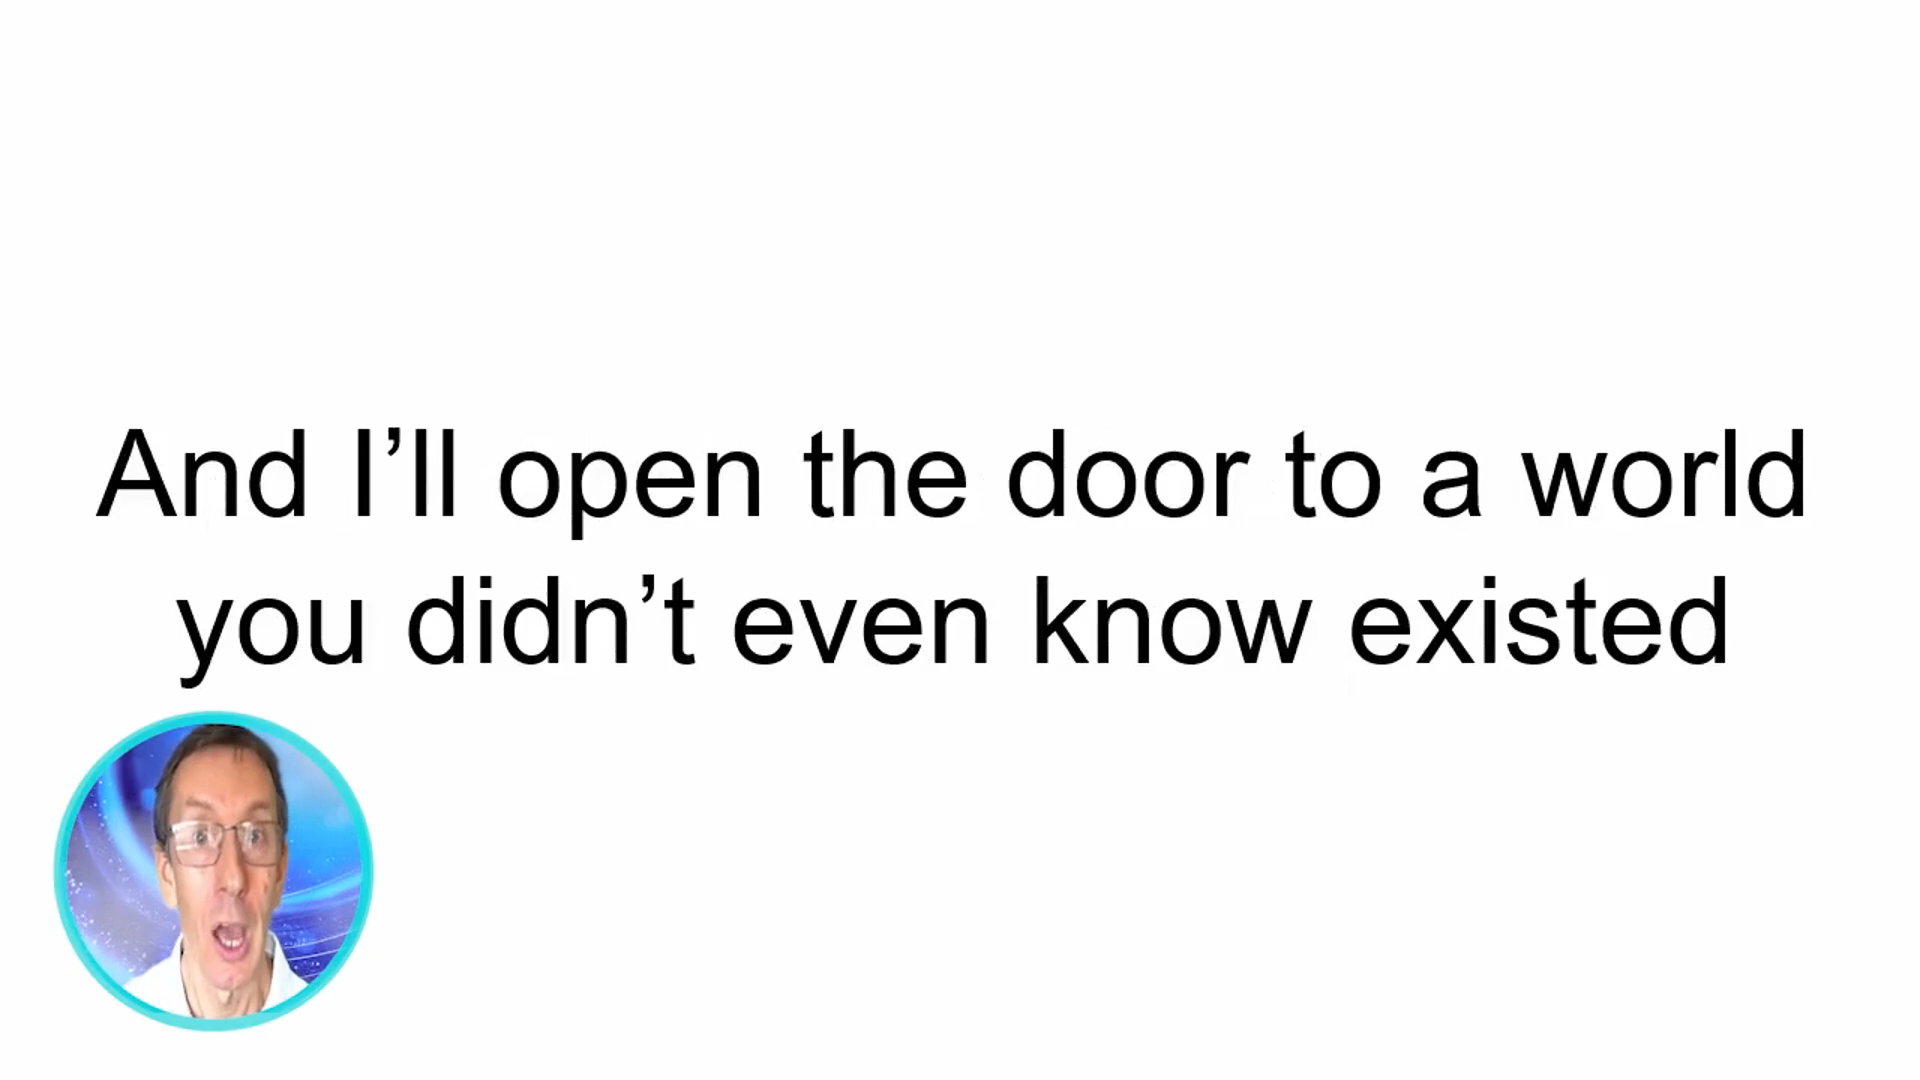 And I’ll open the door to a world
you didn’t even know existed